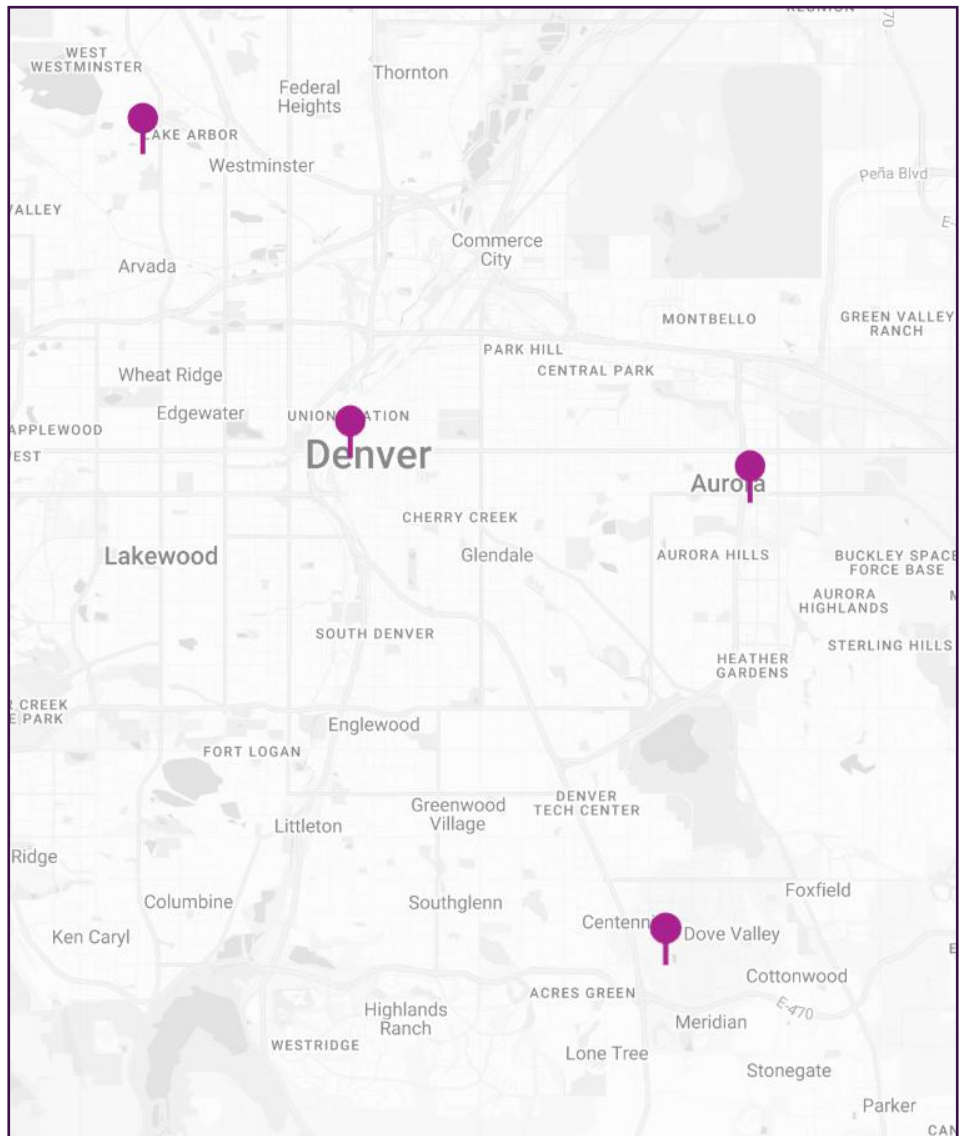 70
WEST
WESTMINSTER
Thornton
Federal
Heights
LAKE ARBOR
Westminster
Peña Blvd
VALLEY
E-
Commerce
City
Arvada
MONTBELLO
GREEN VALLEY
RANCH
PARK HILL
CENTRAL PARK
Wheat Ridge
Edgewater
UNION STATION
APPLEWOOD
Denver
EST
Aurora
CHERRY CREEK
Lakewood
Glendale
AURORA HILLS
BUCKLEY SPACE
FORCE BASE
AURORA
HIGHLANDS
SOUTH DENVER
STERLING HILLS
HEATHER
GARDENS
CREEK
E PARK
Englewood
FORT LOGAN
DENVER
TECH CENTER
Greenwood
Village
Littleton
Ridge
Foxfield
Columbine
Southglenn
Centenni
Dove Valley
Ken Caryl
Cottonwood
ACRES GREEN
E-470
Highlands
Ranch
Meridian
WESTRIDGE
Lone Tree
Stonegate
Parker
CAN